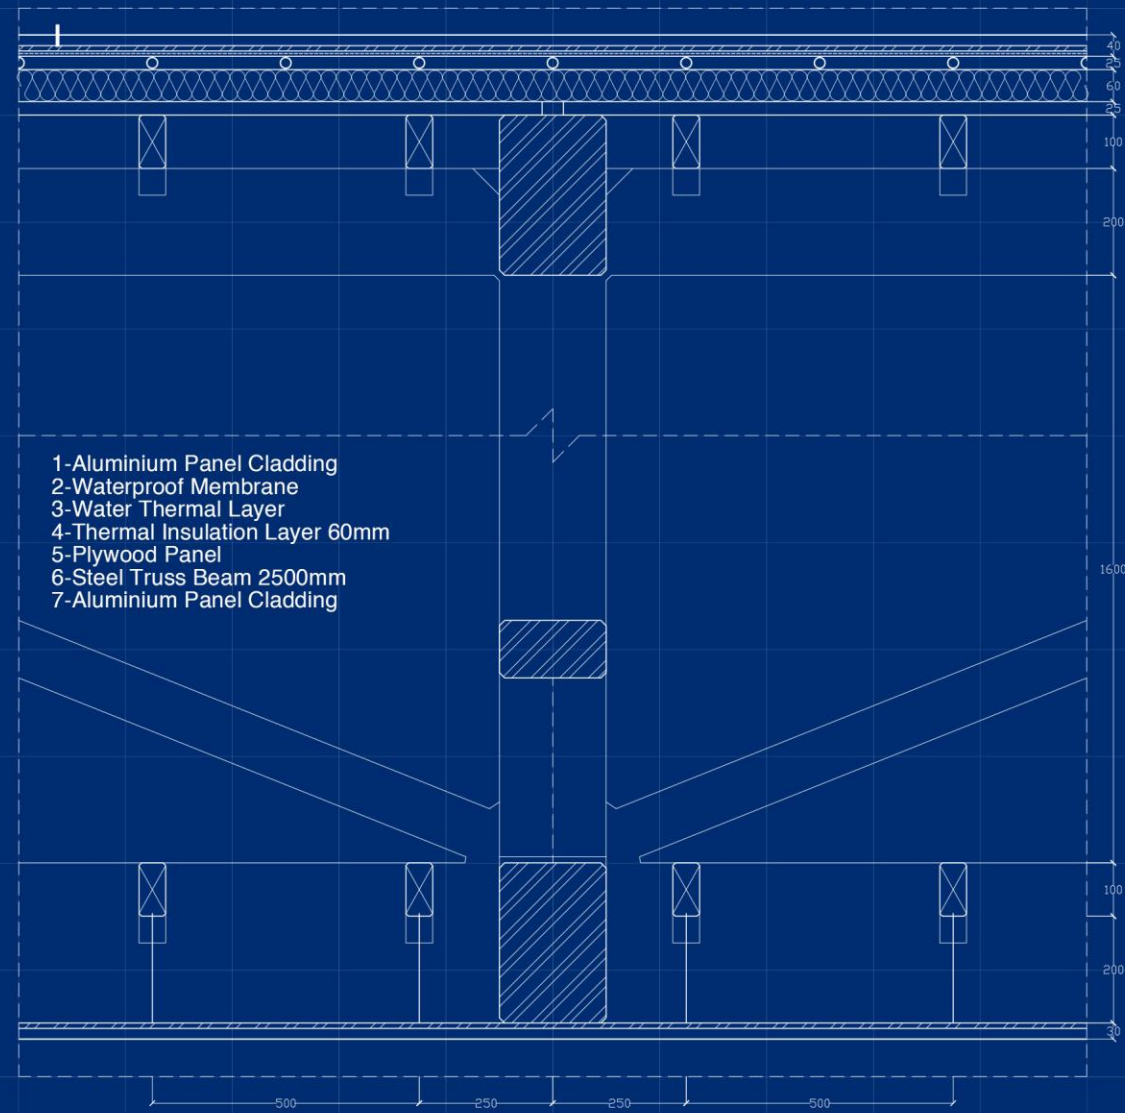 40
25
60
25
100
200
1-Aluminium Panel Cladding
2-Waterproof Membrane
3-Water Thermal Layer
4-Thermal Insulation Layer 60mm
5-Plywood Panel
6-Steel Truss Beam 2500mm
7-Aluminium Panel Cladding
1600
100
200
30
500 250 250 500